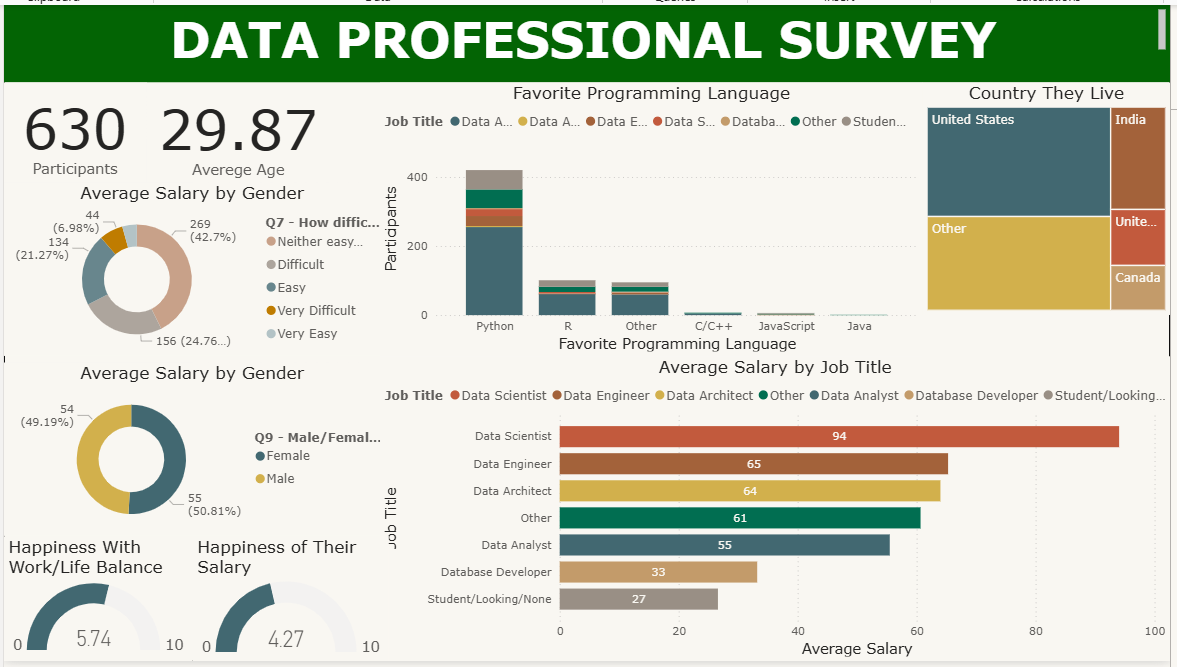 DATA PROFESSIONAL SURVEY
630
Participants
29.87
Averege Age
Average Salary by Gender
44
(6.98%)
134
(21.27%)
269
(42.7%)
156 (24.76...)
Q7 - How diffic...
Neither easy...
Difficult
Easy
Very Difficult
Very Easy
Favorite Programming Language
Job Title Data A... Data A... Data E... Data S... Databa... Other Studen...
Participants
400
200
0
Python R Other C/C++ JavaScript Java
Favorite Programming Language
Country They Live
United States
India
Other
Unite...
Canada
Average Salary by Gender
54
(49.19%)
55
(50.81%)
Q9 - Male/Femal...
Female
Male
Average Salary by Job Title
Job Title Data Scientist Data Engineer Data Architect Other Data Analyst Database Developer Student/Looking...
Job Title
Data Scientist 94
Data Engineer 65
Data Architect 64
Other 61
Data Analyst 55
Database Developer 33
Student/Looking/None 27
0 20 40 60 80 100
Average Salary
Happiness With
Work/Life Balance
0 5.74 10
Happiness of Their
Salary
0 4.27 10